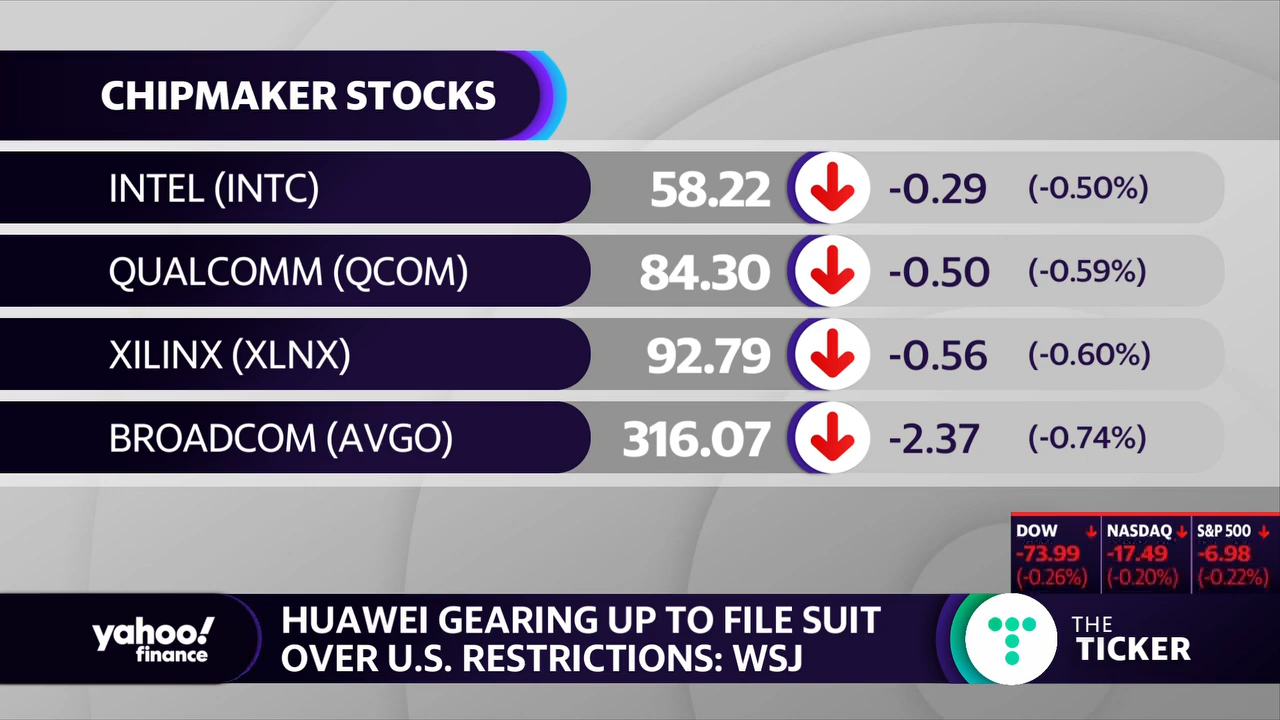 CHIPMAKER STOCKS
INTEL (INTC) 58.22 -0.29 (-0.50%)
QUALCOMM (QCOM) 84.30 -0.50 (-0.59%)
XILINX (XLNX) 92.79 -0.56 (-0.60%)
BROADCOM (AVGO) 316.07 -2.37 (-0.74%)
DOW NASDAQ S&P 500
-73.99 -17.49 -6.98
(-0.26%) (-0.20%) (-0.22%)
yahoo!
finance
HUAWEI GEARING UP TO FILE SUIT
OVER U.S. RESTRICTIONS: WSJ
THE
TICKER